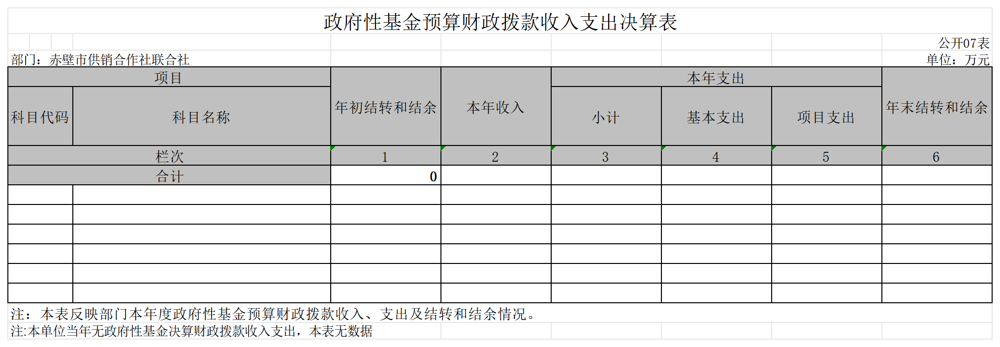 政府性基金预算财政拨款收入支出决算表
公开07表
部门：赤壁市供销合作社联合社 单位：万元
项目 年初结转和结余 本年收入 本年支出 年末结转和结余
科目代码 科目名称 小计 基本支出 项目支出
栏次 1 2 3 4 5 6
合计 0
注：本表反映部门本年度政府性基金预算财政拨款收入、支出及结转和结余情况。
注:本单位当年无政府性基金决算财政拨款收入支出，本表无数据